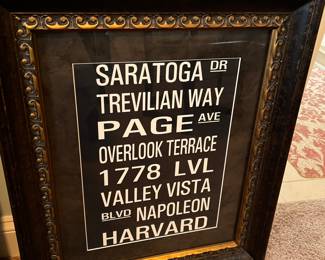 SARATOGA DR
TREVILIAN WAY
PAGE AVE
OVERLOOK TERRACE
1778 LVL
VALLEY VISTA
BLVD NAPOLEON
HARVARD